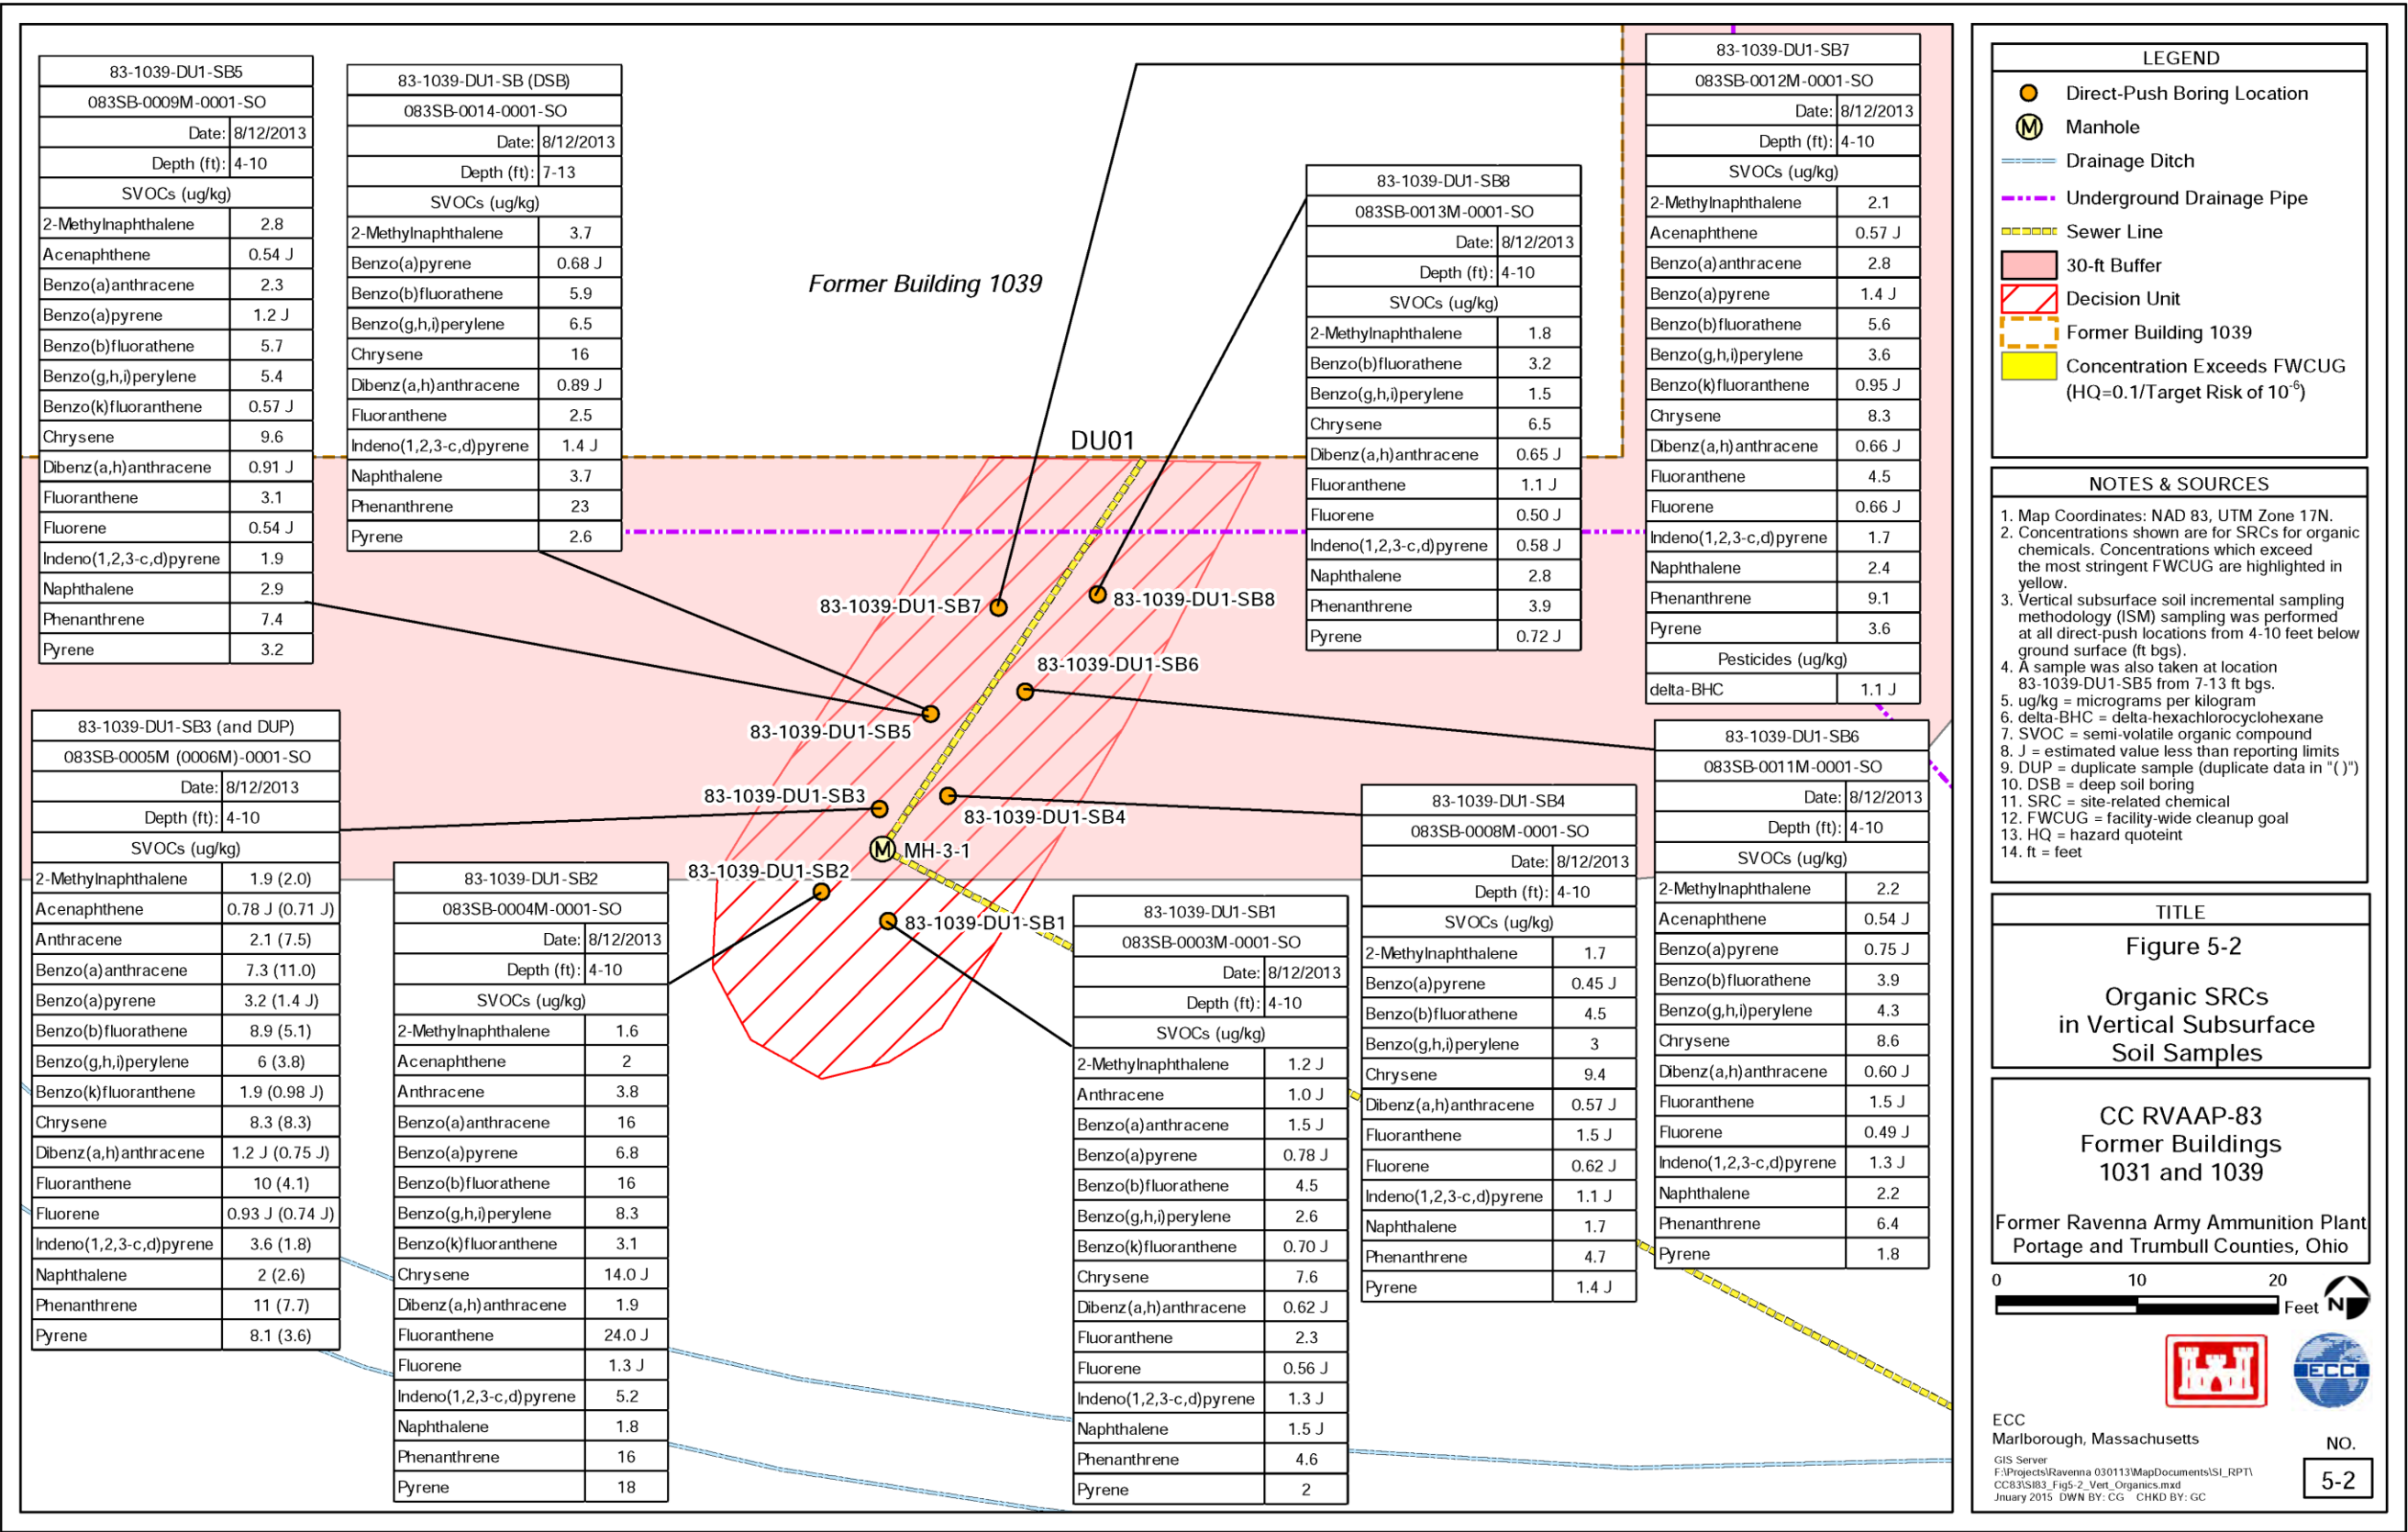 83-1039-DU1-SB5
083SB-0009M-0001-SO
Date: 8/12/2013
Depth (ft): 4-10
SVOCs (ug/kg)
2-Methylnaphthalene 2.8
Acenaphthene 0.54 J
Benzo(a)anthracene 2.3
Benzo(a)pyrene 1.2 J
Benzo(b)fluorathene 5.7
Benzo(g,h,i)perylene 5.4
Benzo(k)fluoranthene 0.57 J
Chrysene 9.6
Dibenz(a,h)anthracene 0.91 J
Fluoranthene 3.1
Fluorene 0.54 J
Indeno(1,2,3-c,d)pyrene 1.9
Naphthalene 2.9
Phenanthrene 7.4
Pyrene 3.2
83-1039-DU1-SB (DSB)
083SB-0014-0001-SO
Date: 8/12/2013
Depth (ft): 7-13
SVOCs (ug/kg)
2-Methylnaphthalene 3.7
Benzo(a)pyrene 0.68 J
Benzo(b)fluorathene 5.9
Benzo(g,h,i)perylene 6.5
Chrysene 16
Dibenz(a,h)anthracene 0.89 J
Fluoranthene 2.5
Indeno(1,2,3-c,d)pyrene 1.4 J
Naphthalene 3.7
Phenanthrene 23
Pyrene 2.6
Former Building 1039
DU01
83-1039-DU1-SB8
083SB-0013M-0001-SO
Date: 8/12/2013
Depth (ft): 4-10
SVOCs (ug/kg)
2-Methylnaphthalene 1.8
Benzo(b)fluorathene 3.2
Benzo(g,h,i)perylene 1.5
Chrysene 6.5
Dibenz(a,h)anthracene 0.65 J
Fluoranthene 1.1 J
Fluorene 0.50 J
Indeno(1,2,3-c,d)pyrene 0.58 J
Naphthalene 2.8
Phenanthrene 3.9
Pyrene 0.72 J
83-1039-DU1-SB7
083SB-0012M-0001-SO
Date: 8/12/2013
Depth (ft): 4-10
SVOCs (ug/kg)
2-Methylnaphthalene 2.1
Acenaphthene 0.57 J
Benzo(a)anthracene 2.8
Benzo(a)pyrene 1.4 J
Benzo(b)fluorathene 5.6
Benzo(g,h,i)perylene 3.6
Benzo(k)fluoranthene 0.95 J
Chrysene 8.3
Dibenz(a,h)anthracene 0.66 J
Fluoranthene 4.5
Fluorene 0.66 J
Indeno(1,2,3-c,d)pyrene 1.7
Naphthalene 2.4
Phenanthrene 9.1
Pyrene 3.6
Pesticides (ug/kg)
delta-BHC 1.1 J
83-1039-DU1-SB7
83-1039-DU1-SB8
83-1039-DU1-SB6
83-1039-DU1-SB5
83-1039-DU1-SB3
83-1039-DU1-SB4
M MH-3-1
83-1039-DU1-SB2
83-1039-DU1-SB1
83-1039-DU1-SB3 (and DUP)
083SB-0005M (0006M)-0001-SO
Date: 8/12/2013
Depth (ft): 4-10
SVOCs (ug/kg)
2-Methylnaphthalene 1.9 (2.0)
Acenaphthene 0.78 J (0.71 J)
Anthracene 2.1 (7.5)
Benzo(a)anthracene 7.3 (11.0)
Benzo(a)pyrene 3.2 (1.4 J)
Benzo(b)fluorathene 8.9 (5.1)
Benzo(g,h,i)perylene 6 (3.8)
Benzo(k)fluoranthene 1.9 (0.98 J)
Chrysene 8.3 (8.3)
Dibenz(a,h)anthracene 1.2 J (0.75 J)
Fluoranthene 10 (4.1)
Fluorene 0.93 J (0.74 J)
Indeno(1,2,3-c,d)pyrene 3.6 (1.8)
Naphthalene 2 (2.6)
Phenanthrene 11 (7.7)
Pyrene 8.1 (3.6)
83-1039-DU1-SB2
083SB-0004M-0001-SO
Date: 8/12/2013
Depth (ft): 4-10
SVOCs (ug/kg)
2-Methylnaphthalene 1.6
Acenaphthene 2
Anthracene 3.8
Benzo(a)anthracene 16
Benzo(a)pyrene 6.8
Benzo(b)fluorathene 16
Benzo(g,h,i)perylene 8.3
Benzo(k)fluoranthene 3.1
Chrysene 14.0 J
Dibenz(a,h)anthracene 1.9
Fluoranthene 24.0 J
Fluorene 1.3 J
Indeno(1,2,3-c,d)pyrene 5.2
Naphthalene 1.8
Phenanthrene 16
Pyrene 18
83-1039-DU1-SB1
083SB-0003M-0001-SO
Date: 8/12/2013
Depth (ft): 4-10
SVOCs (ug/kg)
2-Methylnaphthalene 1.2 J
Anthracene 1.0 J
Benzo(a)anthracene 1.5 J
Benzo(a)pyrene 0.78 J
Benzo(b)fluorathene 4.5
Benzo(g,h,i)perylene 2.6
Benzo(k)fluoranthene 0.70 J
Chrysene 7.6
Dibenz(a,h)anthracene 0.62 J
Fluoranthene 2.3
Fluorene 0.56 J
Indeno(1,2,3-c,d)pyrene 1.3 J
Naphthalene 1.5 J
Phenanthrene 4.6
Pyrene 2
83-1039-DU1-SB4
083SB-0008M-0001-SO
Date: 8/12/2013
Depth (ft): 4-10
SVOCs (ug/kg)
2-Methylnaphthalene 1.7
Benzo(a)pyrene 0.45 J
Benzo(b)fluorathene 4.5
Benzo(g,h,i)perylene 3
Chrysene 9.4
Dibenz(a,h)anthracene 0.57 J
Fluoranthene 1.5 J
Fluorene 0.62 J
Indeno(1,2,3-c,d)pyrene 1.1 J
Naphthalene 1.7
Phenanthrene 4.7
Pyrene 1.4 J
83-1039-DU1-SB6
083SB-0011M-0001-SO
Date: 8/12/2013
Depth (ft): 4-10
SVOCs (ug/kg)
2-Methylnaphthalene 2.2
Acenaphthene 0.54 J
Benzo(a)pyrene 0.75 J
Benzo(b)fluorathene 3.9
Benzo(g,h,i)perylene 4.3
Chrysene 8.6
Dibenz(a,h)anthracene 0.60 J
Fluoranthene 1.5 J
Fluorene 0.49 J
Indeno(1,2,3-c,d)pyrene 1.3 J
Naphthalene 2.2
Phenanthrene 6.4
Pyrene 1.8
LEGEND
Direct-Push Boring Location
M Manhole
Drainage Ditch
Underground Drainage Pipe
Sewer Line
30-ft Buffer
Decision Unit
Former Building 1039
Concentration Exceeds FWCUG
(HQ=0.1/Target Risk of 10⁻⁶)
NOTES & SOURCES
1. Map Coordinates: NAD 83, UTM Zone 17N.
2. Concentrations shown are for SRCs for organic
chemicals. Concentrations which exceed
the most stringent FWCUG are highlighted in
yellow.
3. Vertical subsurface soil incremental sampling
methodology (ISM) sampling was performed
at all direct-push locations from 4-10 feet below
ground surface (ft bgs).
4. A sample was also taken at location
83-1039-DU1-SB5 from 7-13 ft bgs.
5. ug/kg = micrograms per kilogram
6. delta-BHC = delta-hexachlorocyclohexane
7. SVOC = semi-volatile organic compound
8. J = estimated value less than reporting limits
9. DUP = duplicate sample (duplicate data in "( )")
10. DSB = deep soil boring
11. SRC = site-related chemical
12. FWCUG = facility-wide cleanup goal
13. HQ = hazard quoteint
14. ft = feet
TITLE
Figure 5-2
Organic SRCs
in Vertical Subsurface
Soil Samples
CC RVAAP-83
Former Buildings
1031 and 1039
Former Ravenna Army Ammunition Plant
Portage and Trumbull Counties, Ohio
0 10 20
Feet N
ECC
ECC
Marlborough, Massachusetts
GIS Server
F:\Projects\Ravenna 030113\MapDocuments\SI_RPT\
CC83\SI83_Fig5-2_Vert_Organics.mxd
Jnuary 2015 DWN BY: CG CHKD BY: GC
NO.
5-2